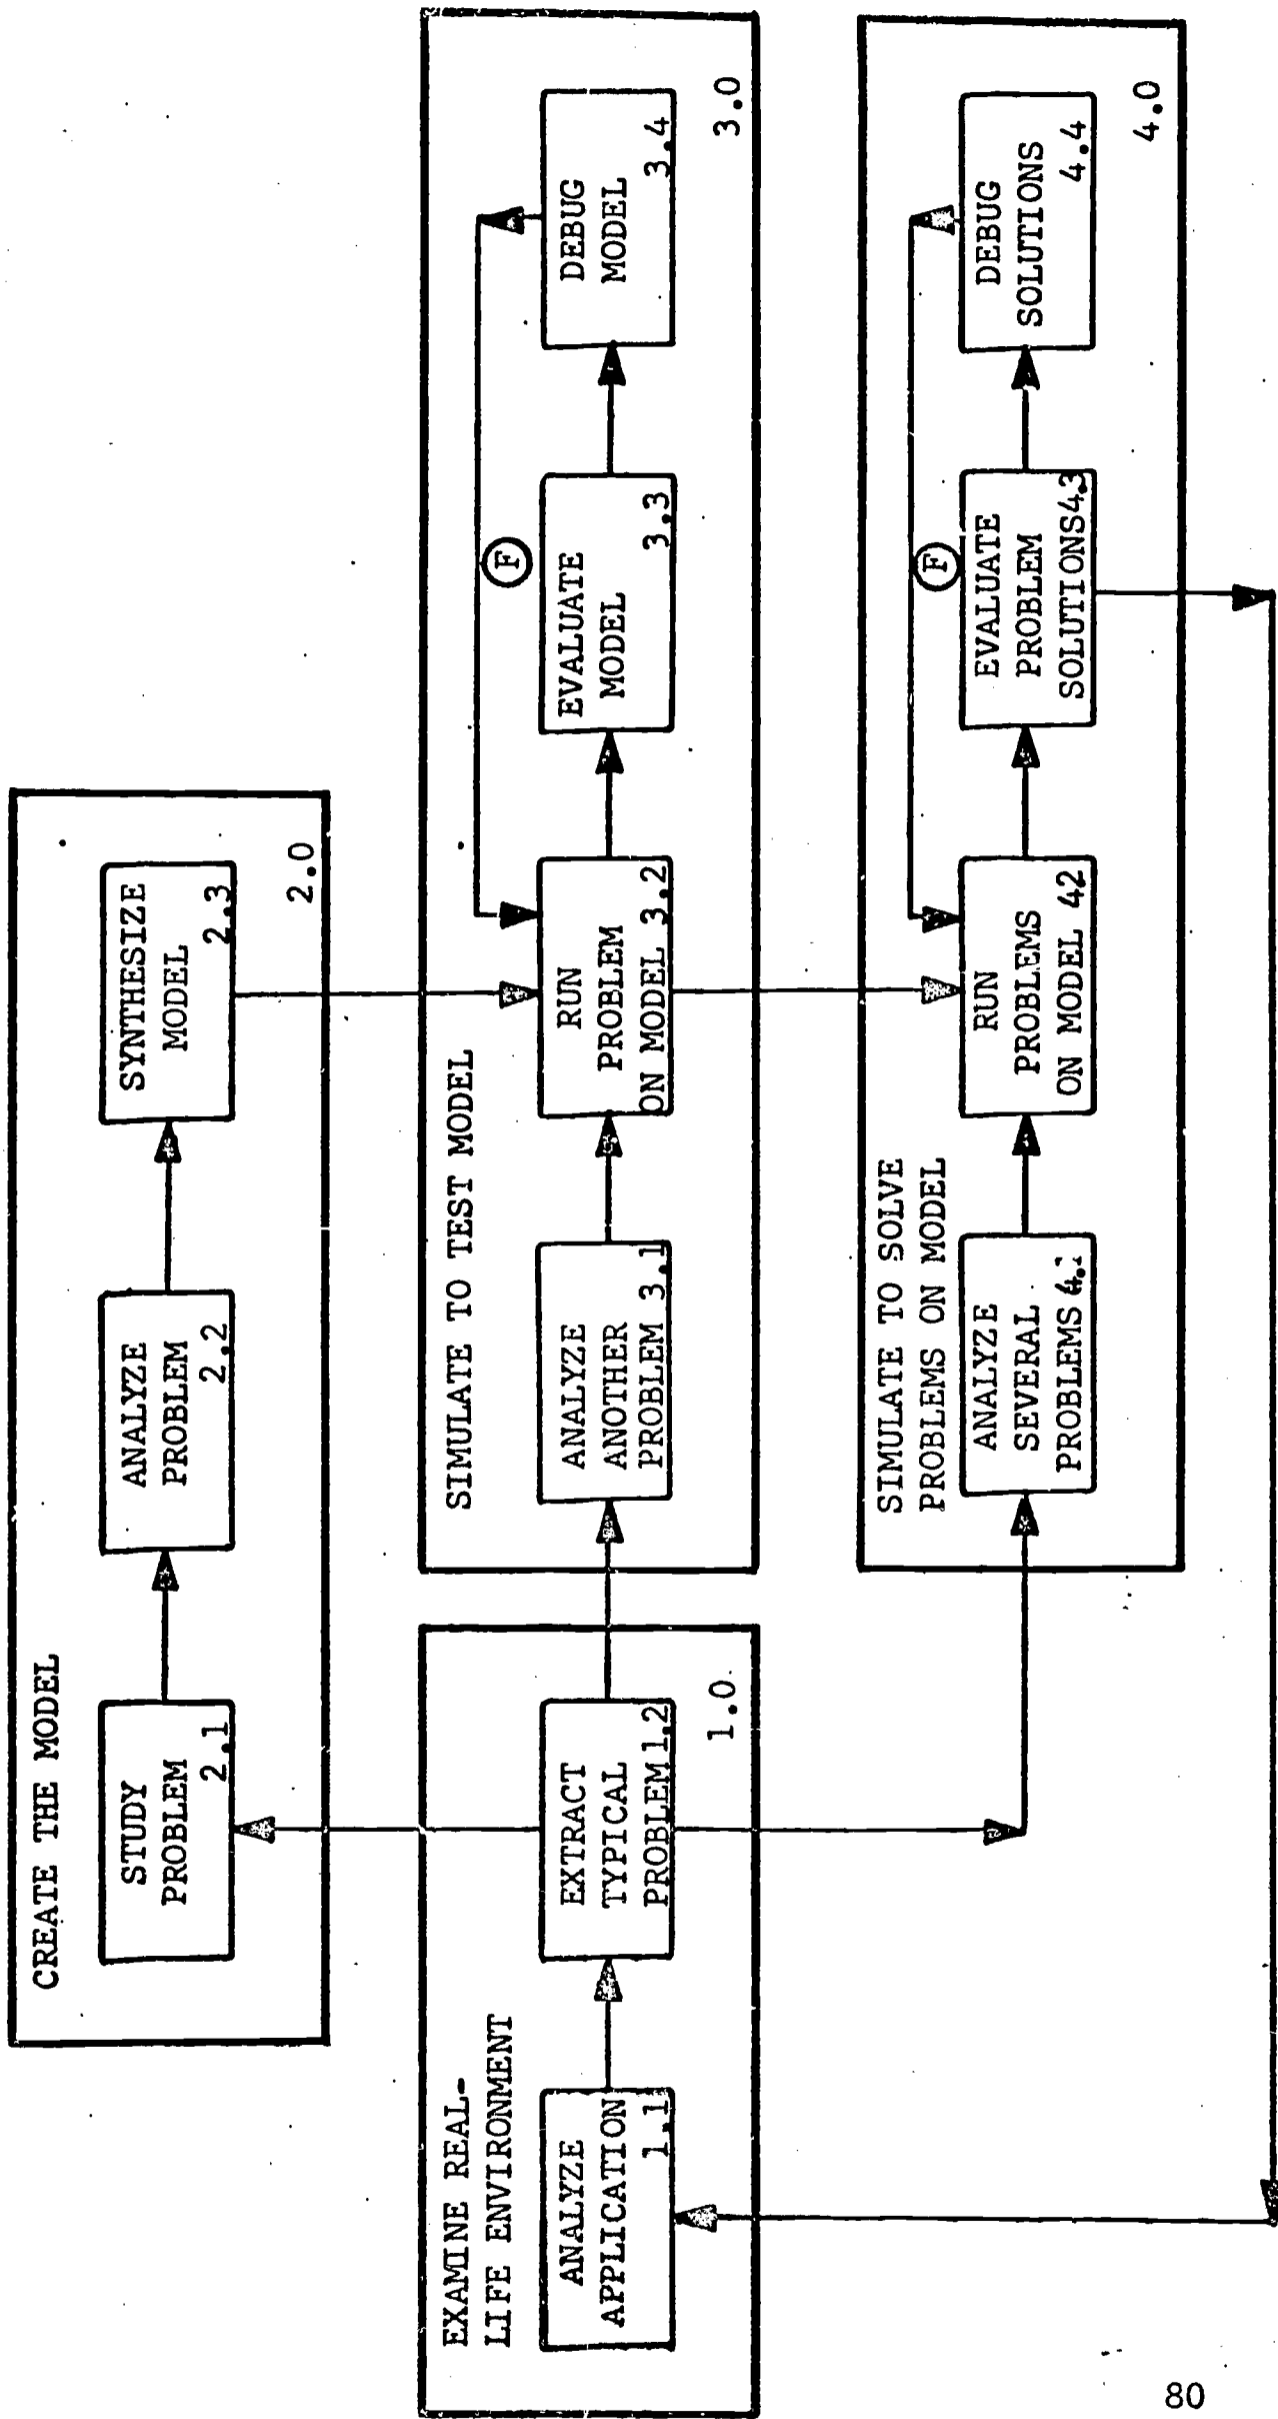 CREATE THE MODEL
STUDY
PROBLEM
2.1
ANALYZE
PROBLEM
2.2
SYNTHESIZE
MODEL
2.3
2.0
EXAMINE REAL-
LIFE ENVIRONMENT
ANALYZE
APPLICATION
1.1
EXTRACT
TYPICAL
PROBLEM 1.2
1.0
SIMULATE TO TEST MODEL
ANALYZE
ANOTHER
PROBLEM 3.1
RUN
PROBLEM
ON MODEL 3.2
F
EVALUATE
MODEL
3.3
DEBUG
MODEL
3.4
3.0
SIMULATE TO SOLVE
PROBLEMS ON MODEL
ANALYZE
SEVERAL
PROBLEMS 4.1
RUN
PROBLEMS
ON MODEL 42
F
EVALUATE
PROBLEM
SOLUTIONS43
DEBUG
SOLUTIONS
4.4
4.0
80